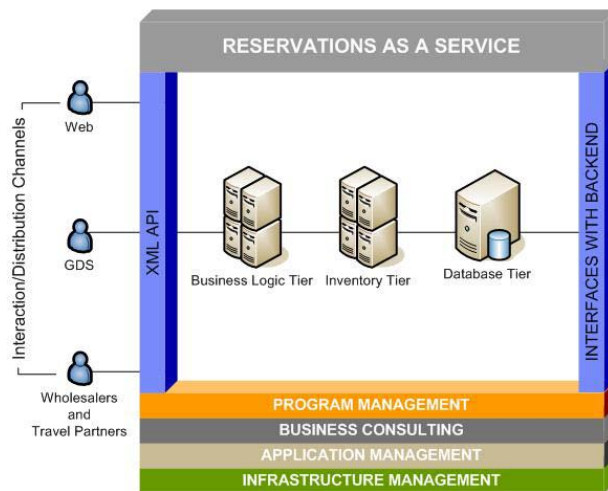 RESERVATIONS AS A SERVICE
Interaction/Distribution Channels
Web
GDS
Wholesalers
and
Travel Partners
XML API
Business Logic Tier
Inventory Tier
Database Tier
INTERFACES WITH BACKEND
PROGRAM MANAGEMENT
BUSINESS CONSULTING
APPLICATION MANAGEMENT
INFRASTRUCTURE MANAGEMENT